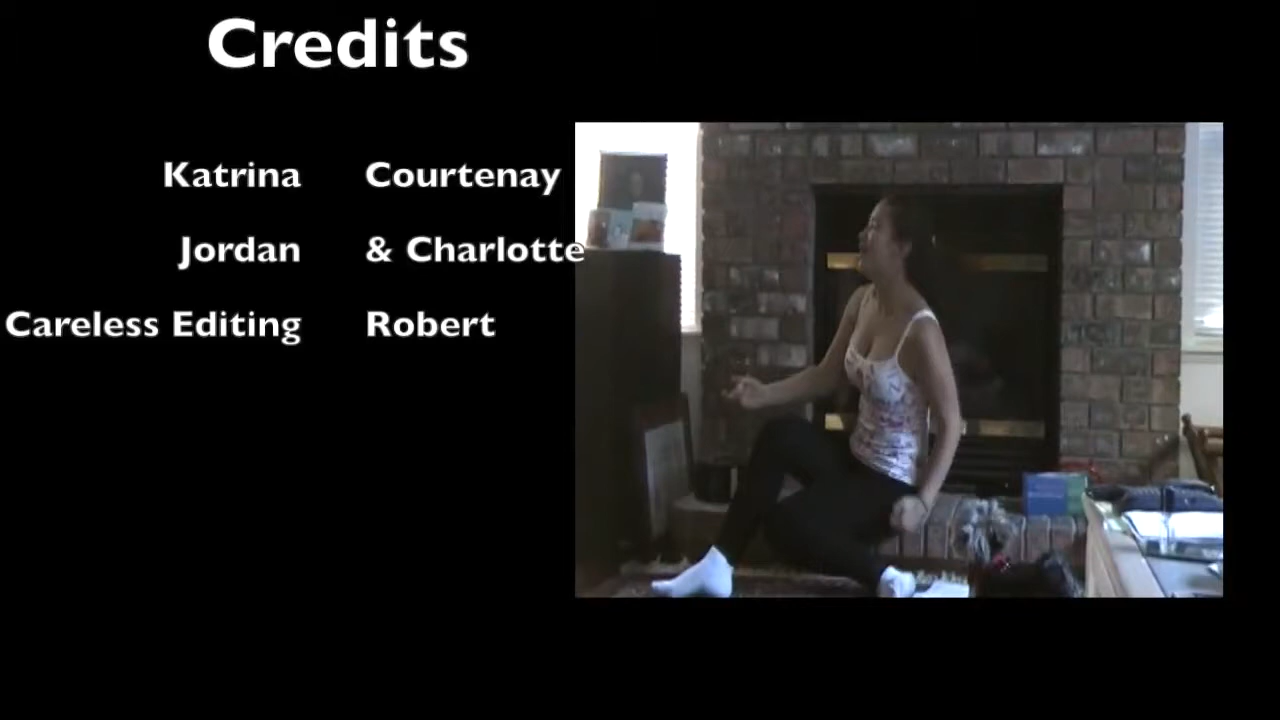 Credits
Katrina Courtenay
Jordan & Charlotte
Careless Editing Robert